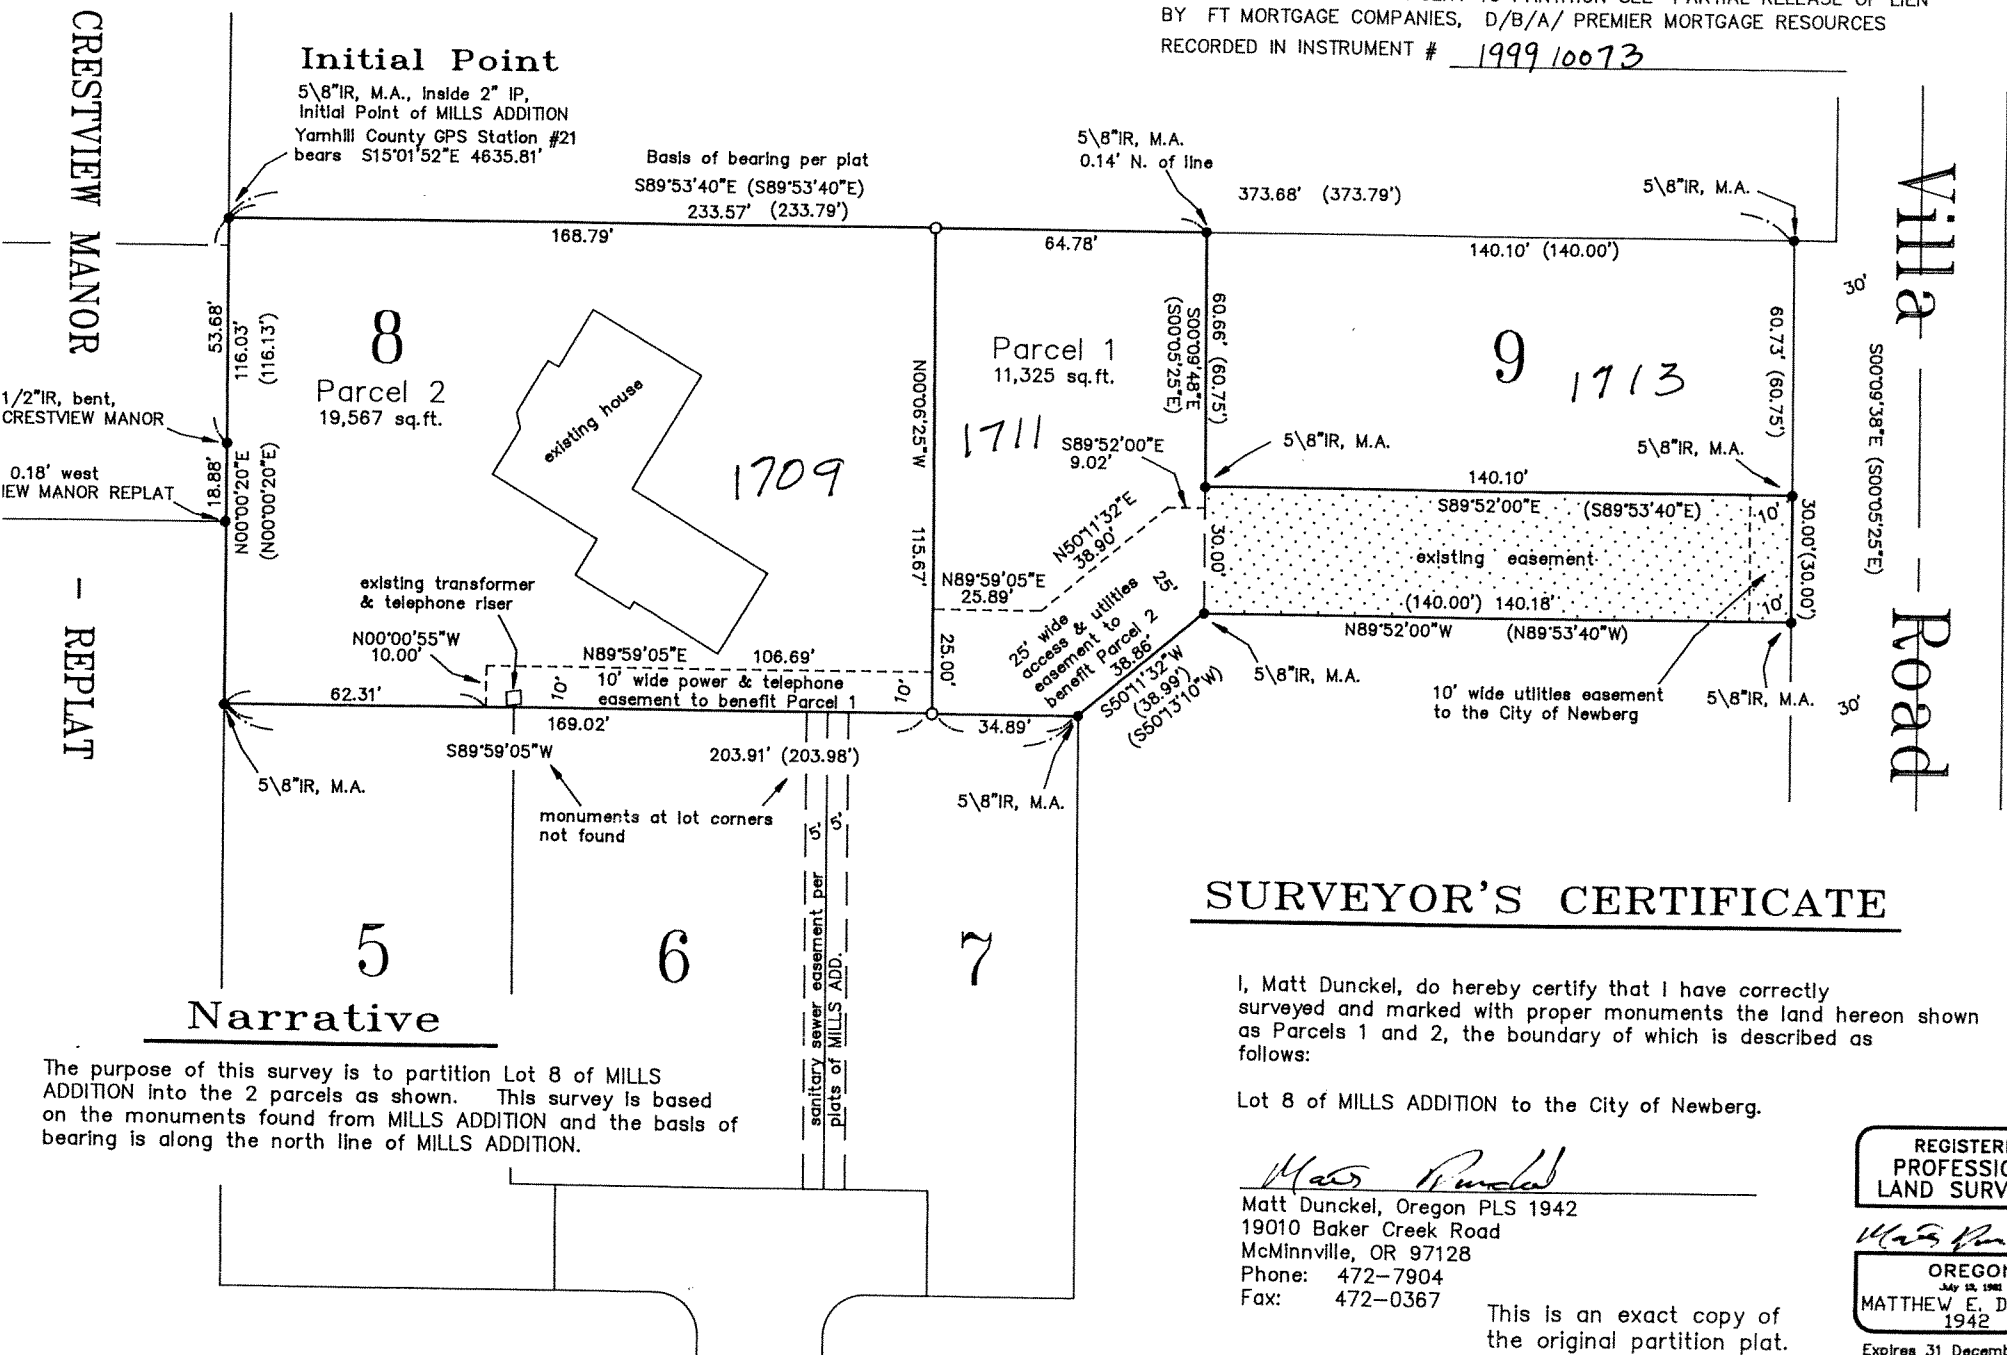 BY FT MORTGAGE COMPANIES, D/B/A/ PREMIER MORTGAGE RESOURCES
RECORDED IN INSTRUMENT # 199910073
CRESTVIEW MANOR
- REPLAT
Initial Point
5\8"IR, M.A., Inside 2" IP,
Initial Point of MILLS ADDITION
Yamhill County GPS Station #21
bears S15°01'52"E 4635.81'
Basis of bearing per plat
S89°53'40"E (S89°53'40"E)
233.57' (233.79')
168.79'
64.78'
5\8"IR, M.A.
0.14' N. of line
373.68' (373.79')
5\8"IR, M.A.
140.10' (140.00')
Villa Road
30'
S00°09'38"E (S00°05'25"E)
30'
53.68'
116.03'
(116.13')
18.88'
N00°00'20"E
(N00°00'20"E)
1/2"IR, bent,
CRESTVIEW MANOR
0.18' west
IEW MANOR REPLAT
8
Parcel 2
19,567 sq.ft.
existing house
1709
N00°06'25"W
115.67
25.00'
Parcel 1
11,325 sq.ft.
1711
60.66' (60.75')
S00°09'48"E
(S00°05'25"E)
9
1713
60.73' (60.75')
S89°52'00"E
9.02'
5\8"IR, M.A.
5\8"IR, M.A.
140.10'
S89°52'00"E (S89°53'40"E)
10'
existing easement
30.00'
30.00'(30.00')
10'
(140.00') 140.18'
N89°52'00"W (N89°53'40"W)
N50°11'32"E
38.90'
N89°59'05"E
25.89'
25' wide
access & utilities
easement to
benefit Parcel 2
25'
38.86'
S50°11'32"W
(38.99')
(S50°13'10"W)
5\8"IR, M.A.
10' wide utilities easement
to the City of Newberg
5\8"IR, M.A.
existing transformer
& telephone riser
N00°00'55"W
10.00'
N89°59'05"E 106.69'
10' wide power & telephone
easement to benefit Parcel 1
10'
10'
62.31'
169.02'
34.89'
S89°59'05"W
203.91' (203.98')
5\8"IR, M.A.
monuments at lot corners
not found
5\8"IR, M.A.
5'
5'
sanitary sewer easement per
plats of MILLS ADD.
5
6
7
Narrative
The purpose of this survey is to partition Lot 8 of MILLS
ADDITION into the 2 parcels as shown. This survey is based
on the monuments found from MILLS ADDITION and the basis of
bearing is along the north line of MILLS ADDITION.
SURVEYOR'S CERTIFICATE
I, Matt Dunckel, do hereby certify that I have correctly
surveyed and marked with proper monuments the land hereon shown
as Parcels 1 and 2, the boundary of which is described as
follows:
Lot 8 of MILLS ADDITION to the City of Newberg.
Matt Dunckel, Oregon PLS 1942
19010 Baker Creek Road
McMinnville, OR 97128
Phone: 472-7904
Fax: 472-0367
This is an exact copy of
the original partition plat.
REGISTER
PROFESSIO
LAND SURV
OREGON
MATTHEW E. D
1942
Expires 31 Decemb